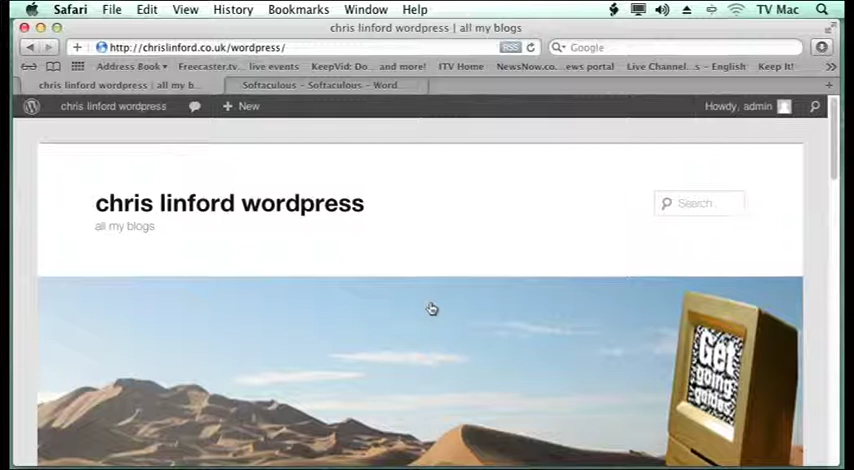 Safari File Edit View History Bookmarks Window Help TV Mac
chris linford wordpress | all my blogs
http://chrislinford.co.uk/wordpress/ RSS Google
Address Book Freecaster.tv... live events KeepVid: Do... and more! ITV Home NewsNow.co... ews portal Live Channel... s – English Keep It!
chris linford wordpress | all my b... Softaculous – Softaculous – Word...
chris linford wordpress New Howdy, admin
chris linford wordpress
Search
all my blogs
Get
going
guides